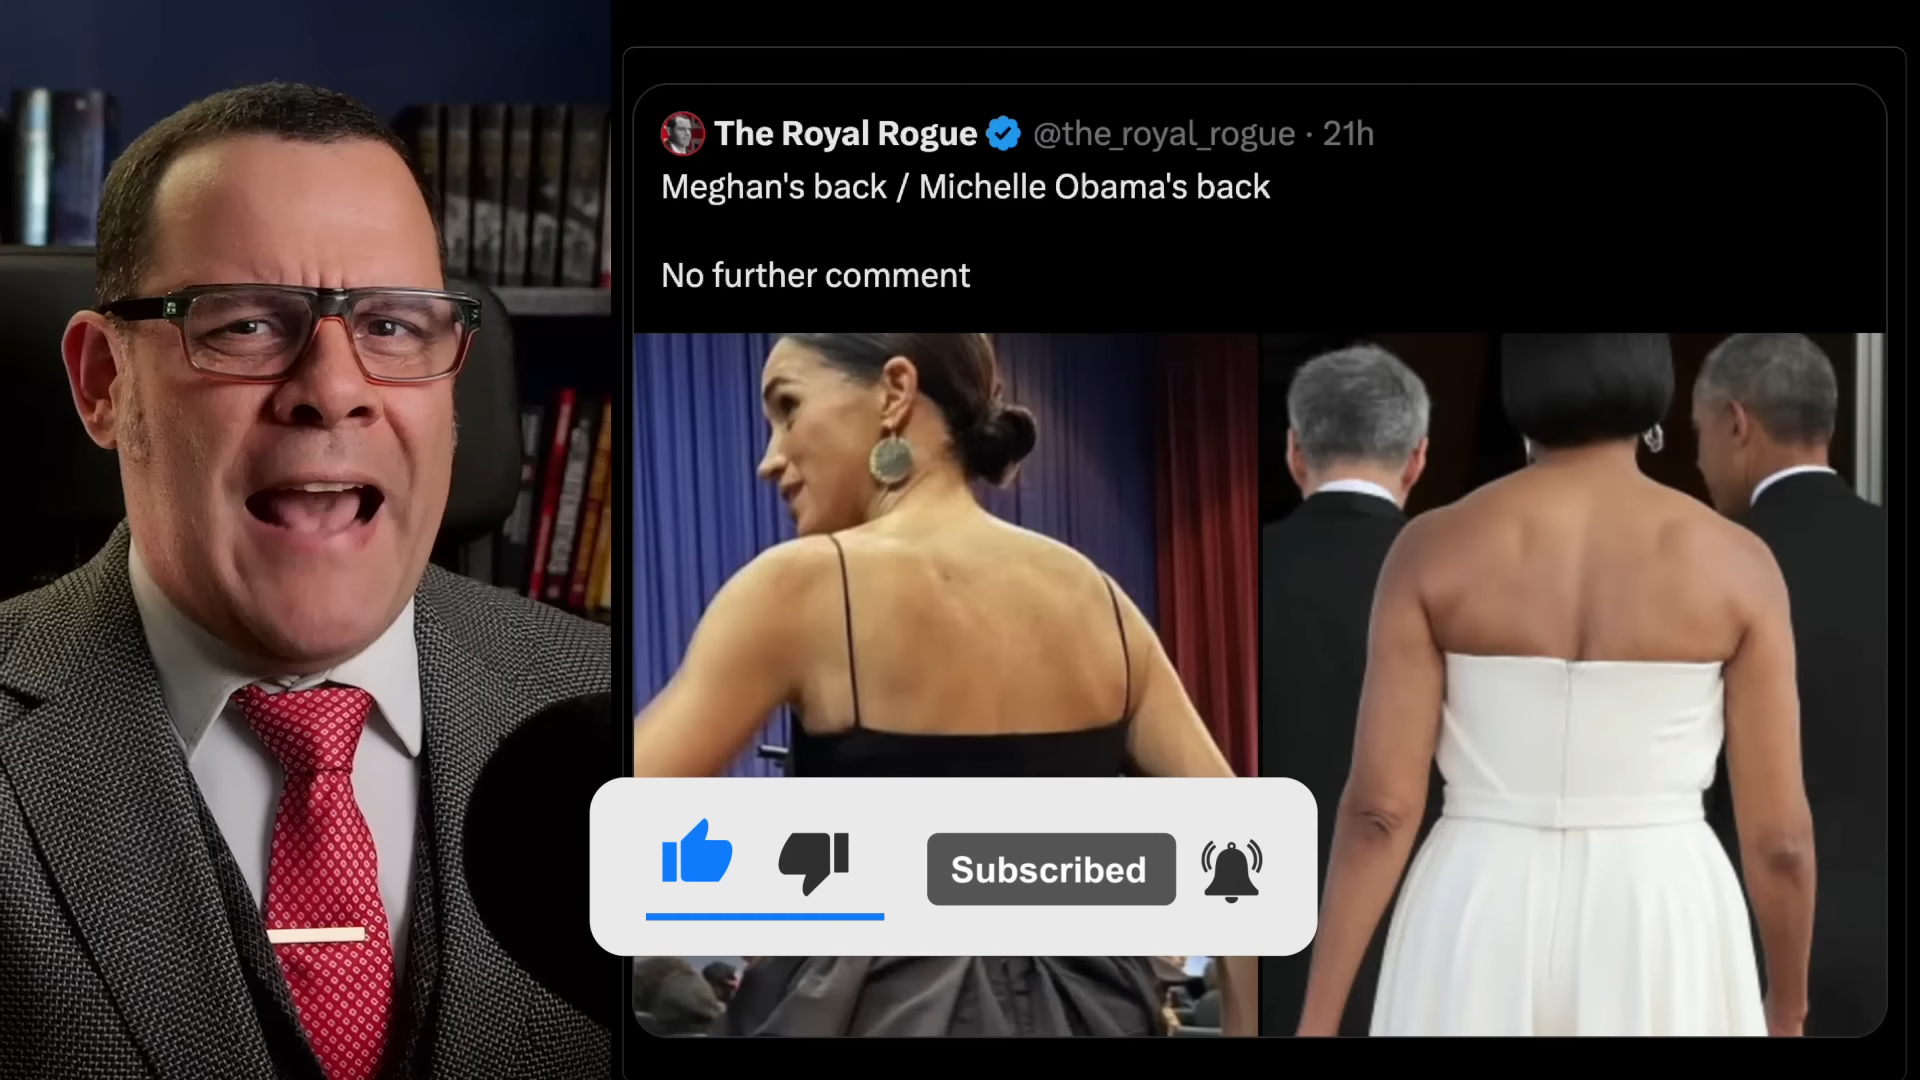 The Royal Rogue @the_royal_rogue · 21h
Meghan's back / Michelle Obama's back
No further comment
Subscribed